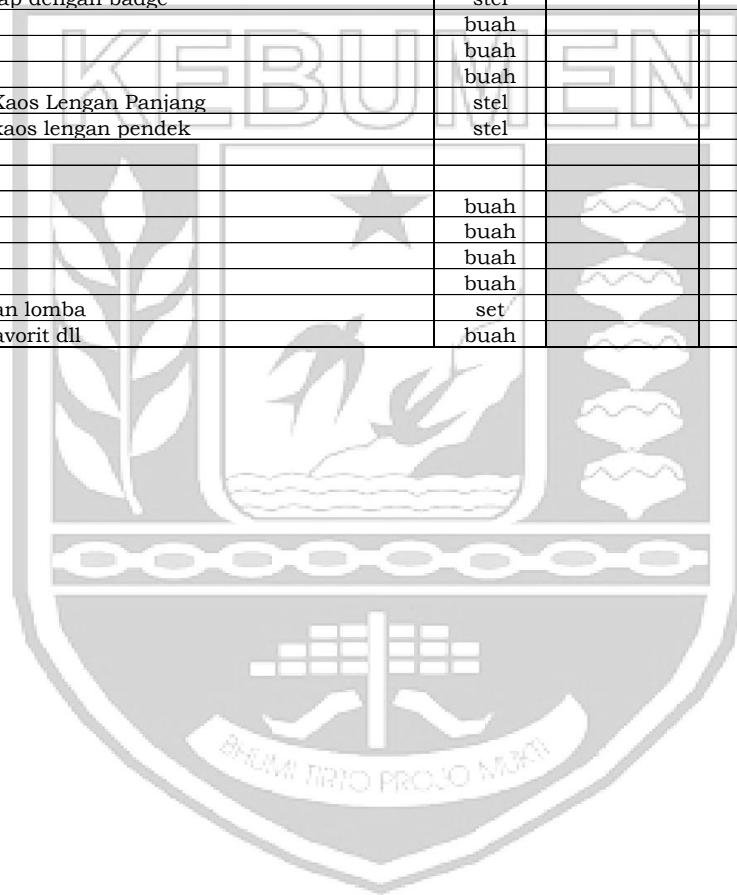 ap dengan badge stel
buah
buah
buah
Kaos Lengan Panjang stel
kaos lengan pendek stel
buah
buah
buah
buah
an lomba set
avorit dll buah
KEBUMEN
BHUMI TIRTO PROJO MUKTI